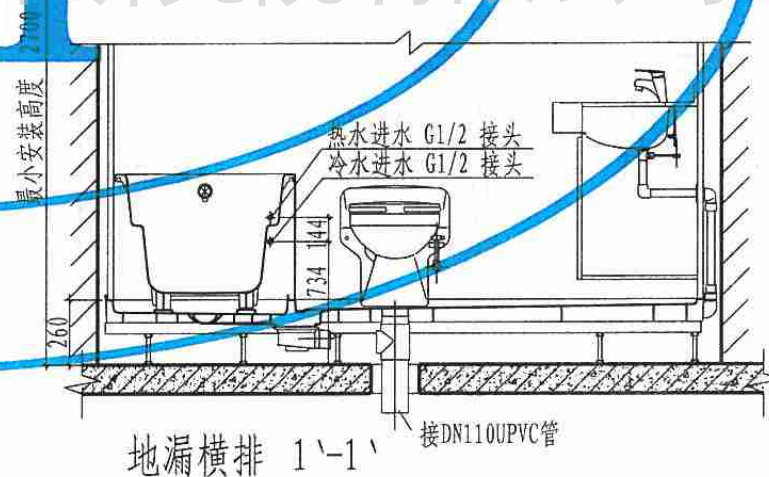 2700
最小安装高度
热水进水 G1/2 接头
冷水进水 G1/2 接头
144
734
260
接DN110UPVC管
地漏横排 1`-1`